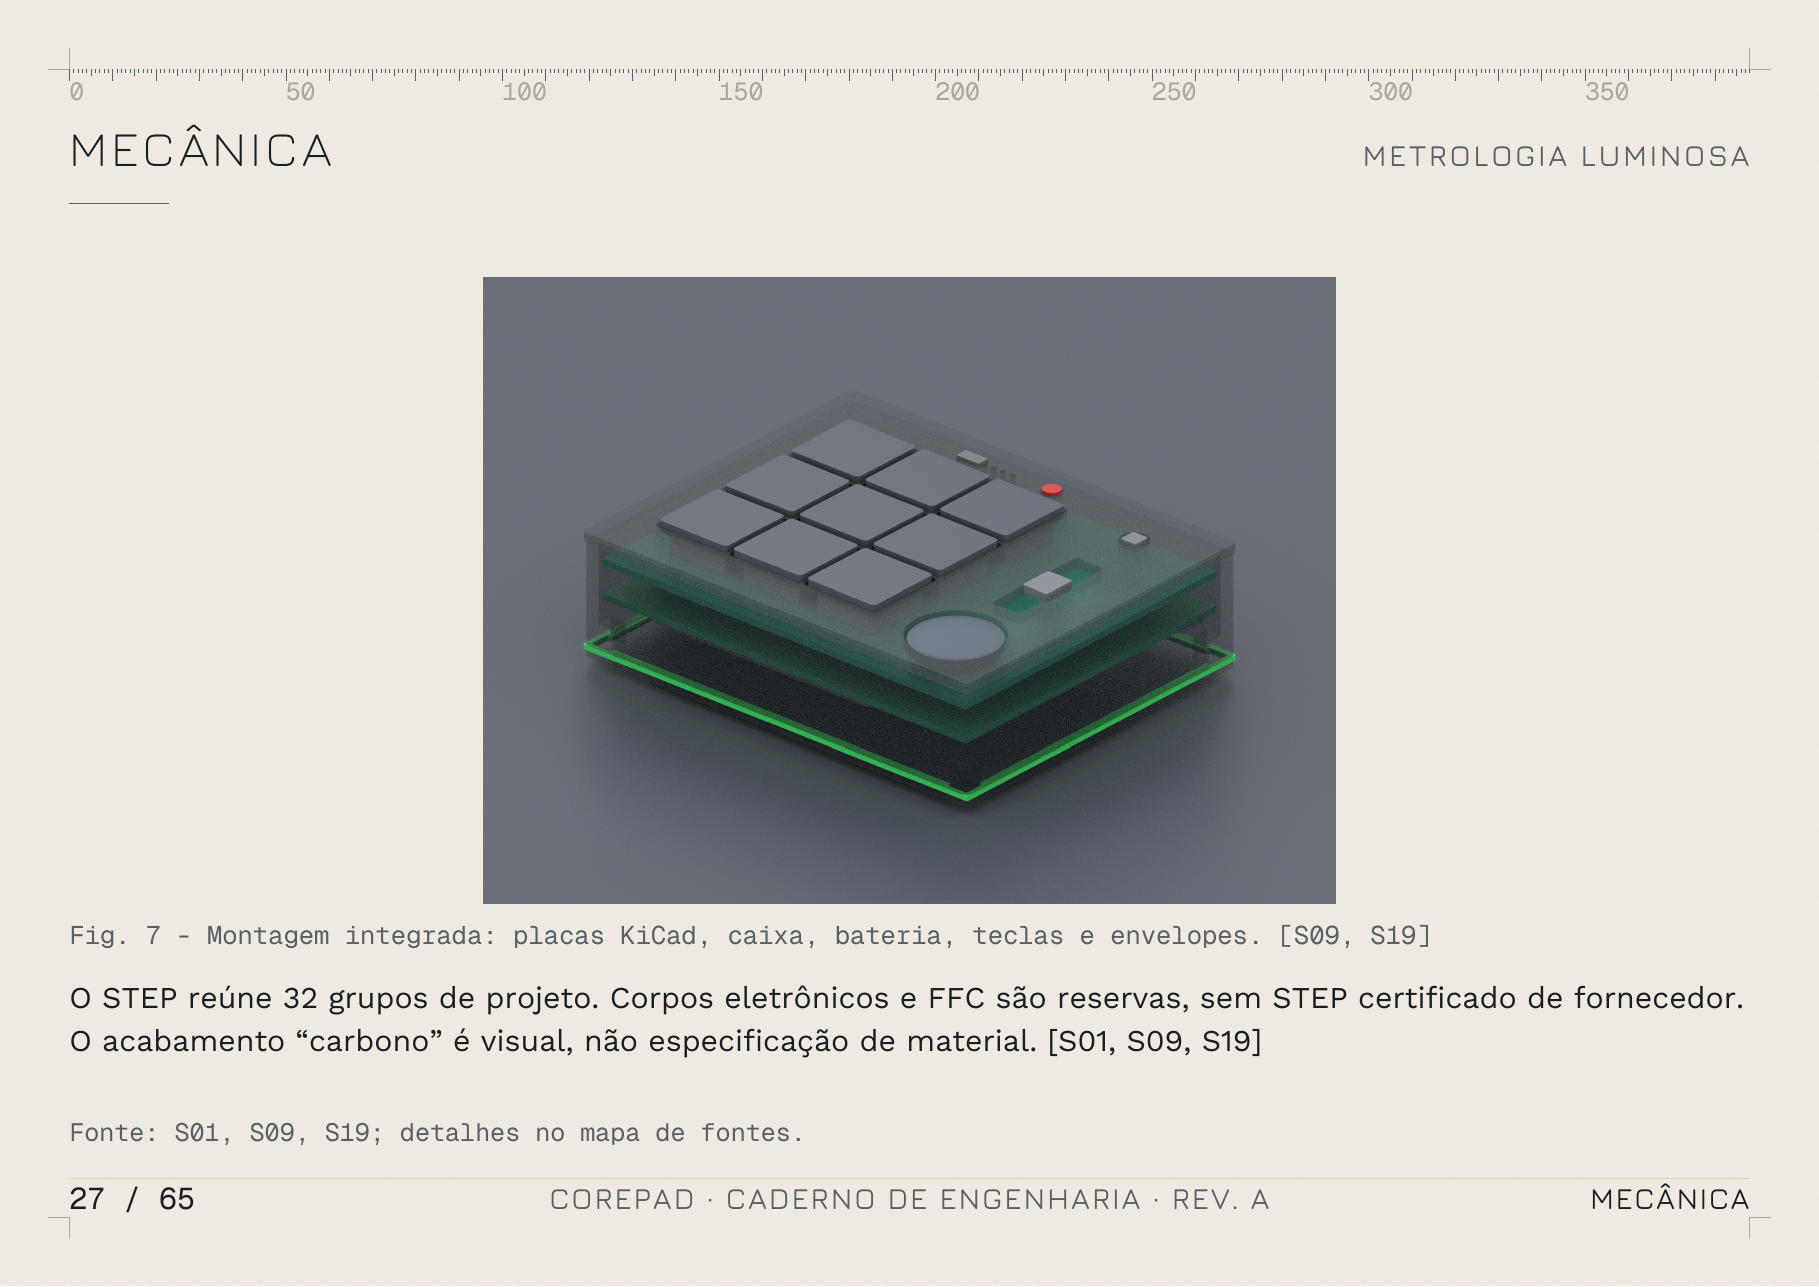 0 50 100 150 200 250 300 350
MECÂNICA
METROLOGIA LUMINOSA
Fig. 7 - Montagem integrada: placas KiCad, caixa, bateria, teclas e envelopes. [S09, S19]
O STEP reúne 32 grupos de projeto. Corpos eletrônicos e FFC são reservas, sem STEP certificado de fornecedor.
O acabamento “carbono” é visual, não especificação de material. [S01, S09, S19]
Fonte: S01, S09, S19; detalhes no mapa de fontes.
27 / 65
COREPAD · CADERNO DE ENGENHARIA · REV. A
MECÂNICA